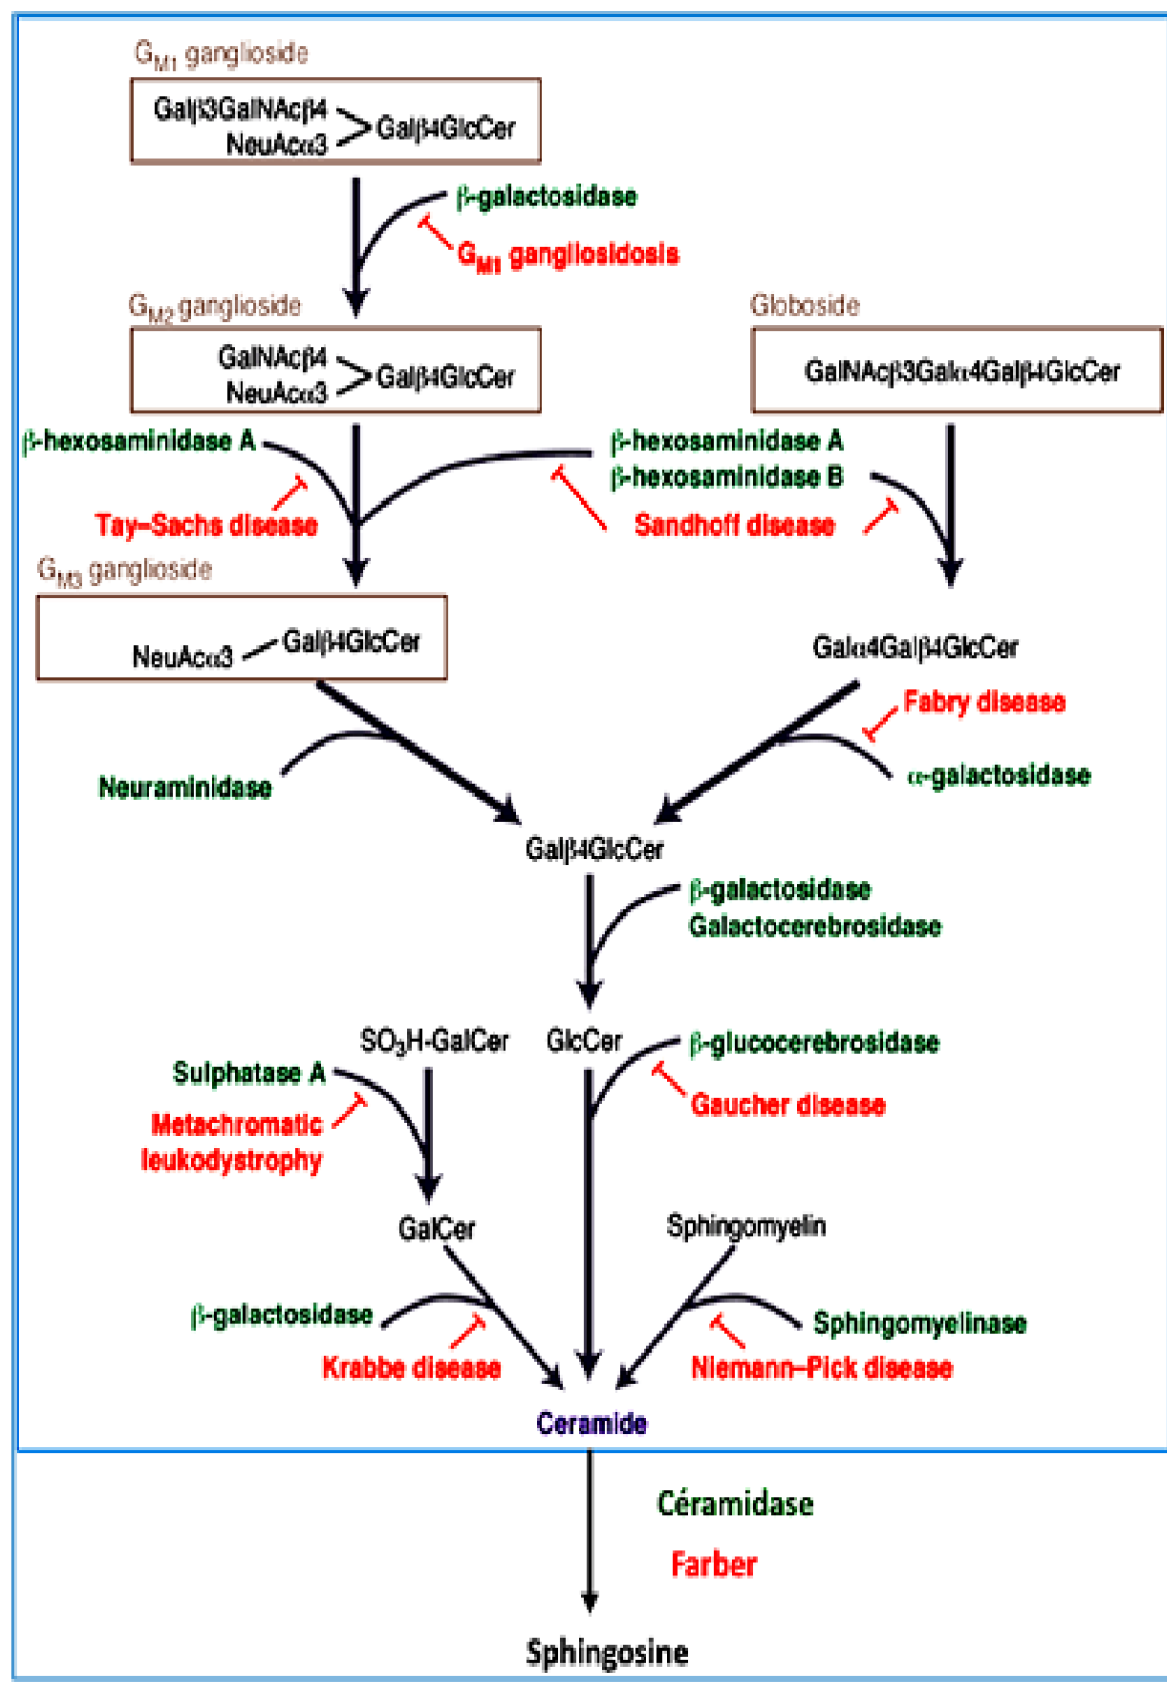 GM1 ganglioside
Galβ3GalNAcβ4
NeuAcα3
Galβ4GlcCer
β-galactosidase
GM1 gangliosidosis
GM2 ganglioside
GalNAcβ4
NeuAcα3
Galβ4GlcCer
Globoside
GalNAcβ3Galα4Galβ4GlcCer
β-hexosaminidase A
Tay–Sachs disease
β-hexosaminidase A
β-hexosaminidase B
Sandhoff disease
GM3 ganglioside
NeuAcα3
Galβ4GlcCer
Galα4Galβ4GlcCer
Fabry disease
α-galactosidase
Neuraminidase
Galβ4GlcCer
β-galactosidase
Galactocerebrosidase
SO3H-GalCer
GlcCer
β-glucocerebrosidase
Gaucher disease
Sulphatase A
Metachromatic
leukodystrophy
GalCer
Sphingomyelin
β-galactosidase
Krabbe disease
Sphingomyelinase
Niemann–Pick disease
Ceramide
Céramidase
Farber
Sphingosine